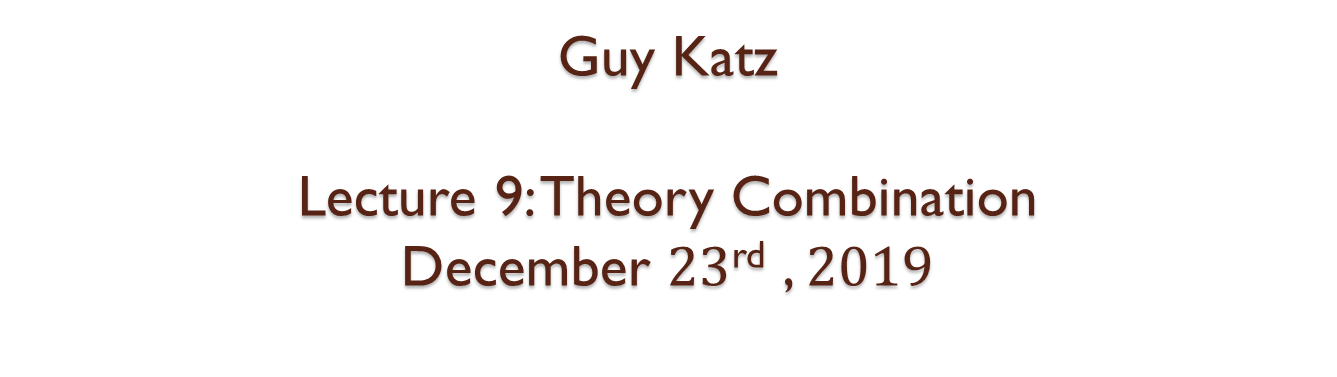 Guy Katz
Lecture 9: Theory Combination
December 23rd , 2019